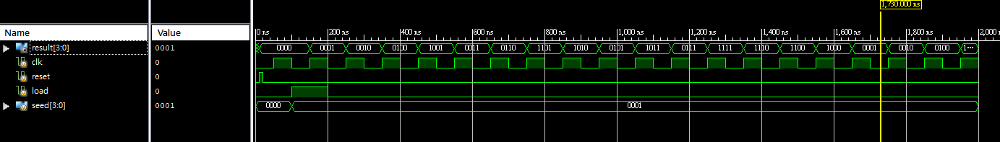 1,730.000 ns
Name Value
0 ns 200 ns 400 ns 600 ns 800 ns 1,000 ns 1,200 ns 1,400 ns 1,600 ns 1,800 ns 2,000
result[3:0] 0001 0000 0001 0010 0100 1001 0011 0110 1101 1010 0101 1011 0111 1111 1110 1100 1000 0001 0010 0100 1•••
clk 0
reset 0
load 0
seed[3:0] 0001 0000 0001